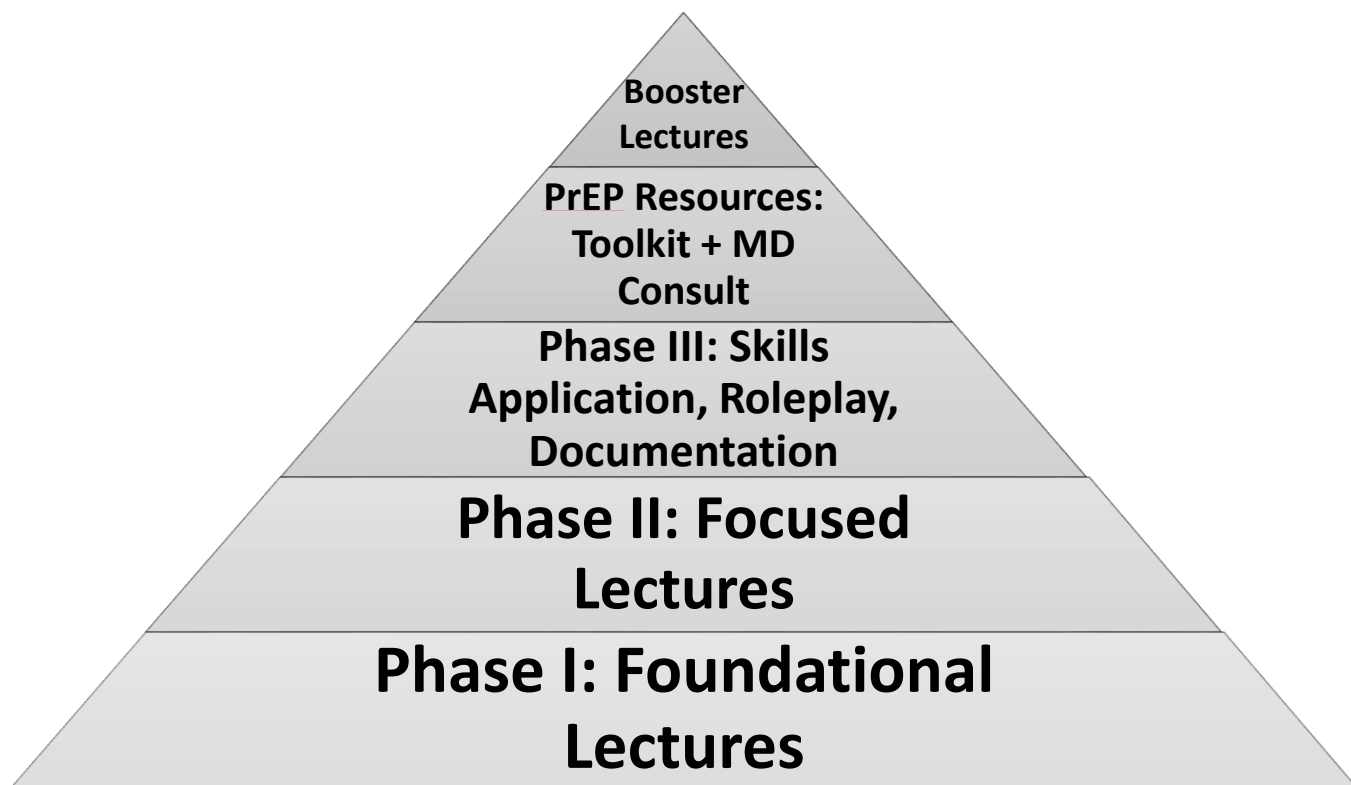 Booster
Lectures
PrEP Resources:
Toolkit + MD
Consult
Phase III: Skills
Application, Roleplay,
Documentation
Phase II: Focused
Lectures
Phase I: Foundational
Lectures